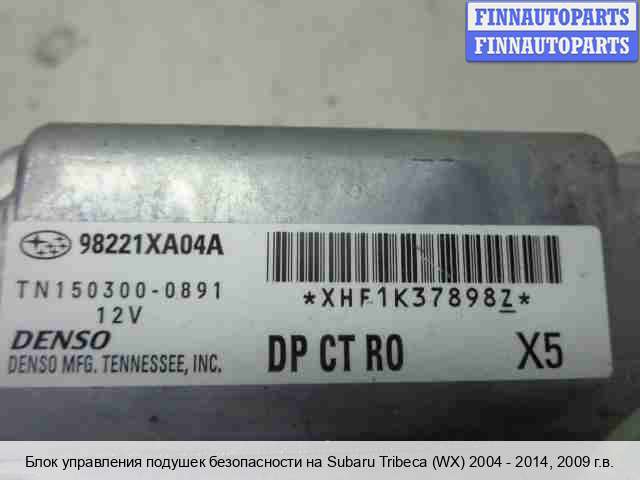 FINNAUTOPARTS
FINNAUTOPARTS
98221XA04A
TN150300-0891
12V
DENSO
DENSO MFG. TENNESSEE, INC.
*XHF1K37898Z*
DP CT R0 X5
Блок управления подушек безопасности на Subaru Tribeca (WX) 2004 - 2014, 2009 г.в.